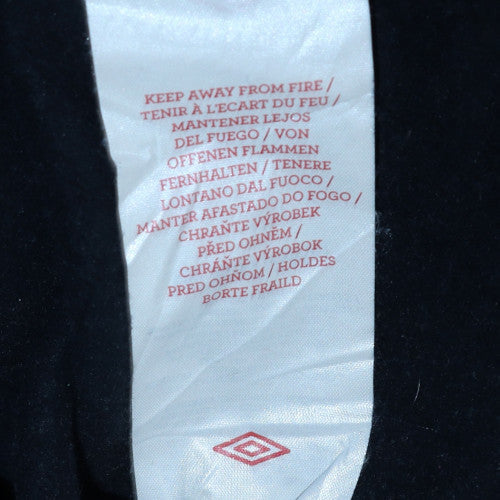 KEEP AWAY FROM FIRE /
TENIR À L'ECART DU FEU /
MANTENER LEJOS
DEL FUEGO / VON
OFFENEN FLAMMEN
FERNHALTEN / TENERE
LONTANO DAL FUOCO /
MANTER AFASTADO DO FOGO /
CHRAŇTE VÝROBEK
PŘED OHNĚM /
CHRÁŇTE VÝROBOK
PRED OHŇOM / HOLDES
BORTE FRAILD